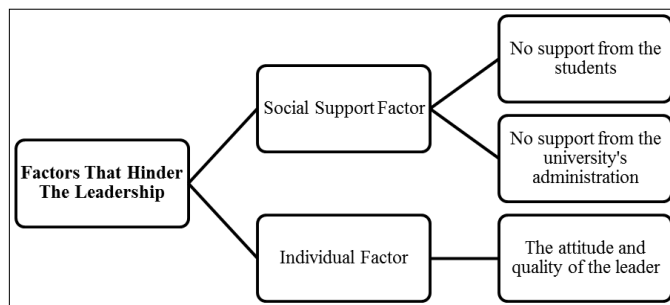 Factors That Hinder
The Leadership
Social Support Factor
No support from the
students
No support from the
university's
administration
Individual Factor
The attitude and
quality of the leader